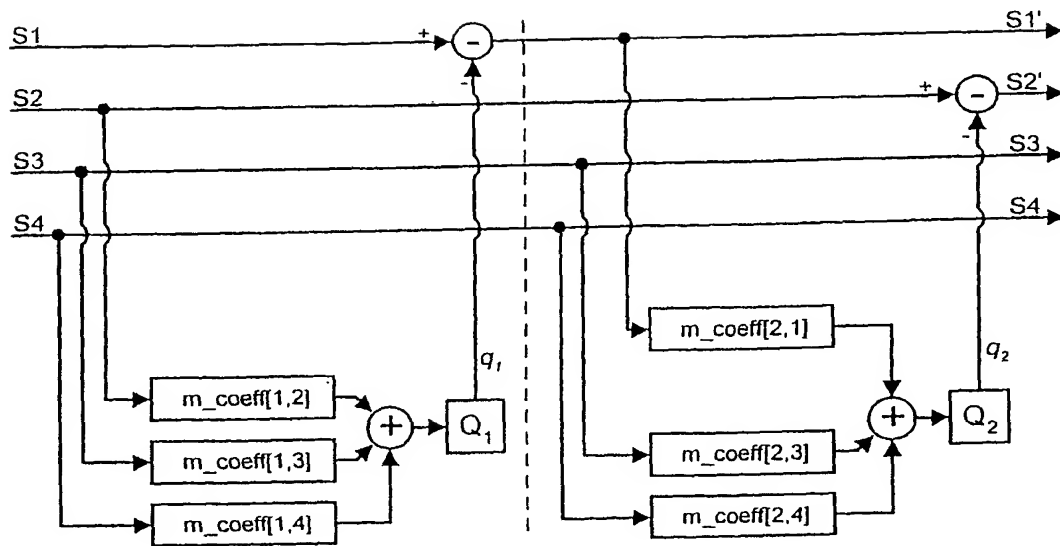 S1 + - S1'
-
S2 + - S2'
-
S3 S3
S4 S4
m_coeff[2,1]
q₁ q₂
m_coeff[1,2]
+ Q₁ + Q₂
m_coeff[1,3] m_coeff[2,3]
m_coeff[1,4] m_coeff[2,4]